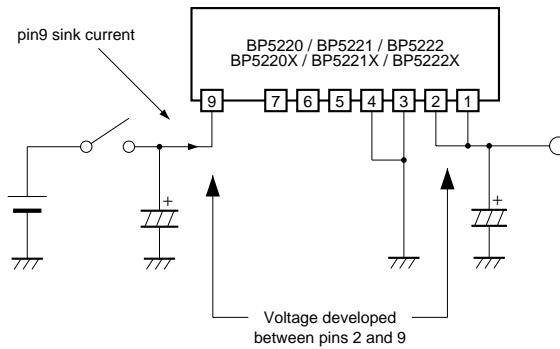 pin9 sink current
BP5220 / BP5221 / BP5222
BP5220X / BP5221X / BP5222X
9 7 6 5 4 3 2 1
+
+
Voltage developed
between pins 2 and 9